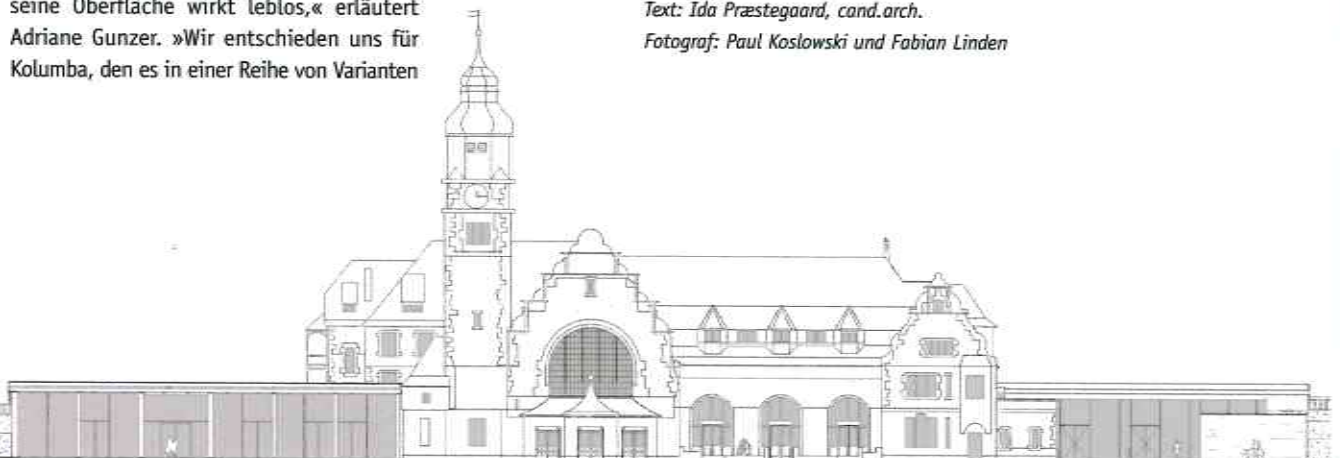 seine Oberfläche wirkt leblos,« erläutert
Adriane Gunzer. »Wir entschieden uns für
Kolumba, den es in einer Reihe von Varianten
Text: Ida Præstegaard, cand.arch.
Fotograf: Paul Koslowski und Fabian Linden